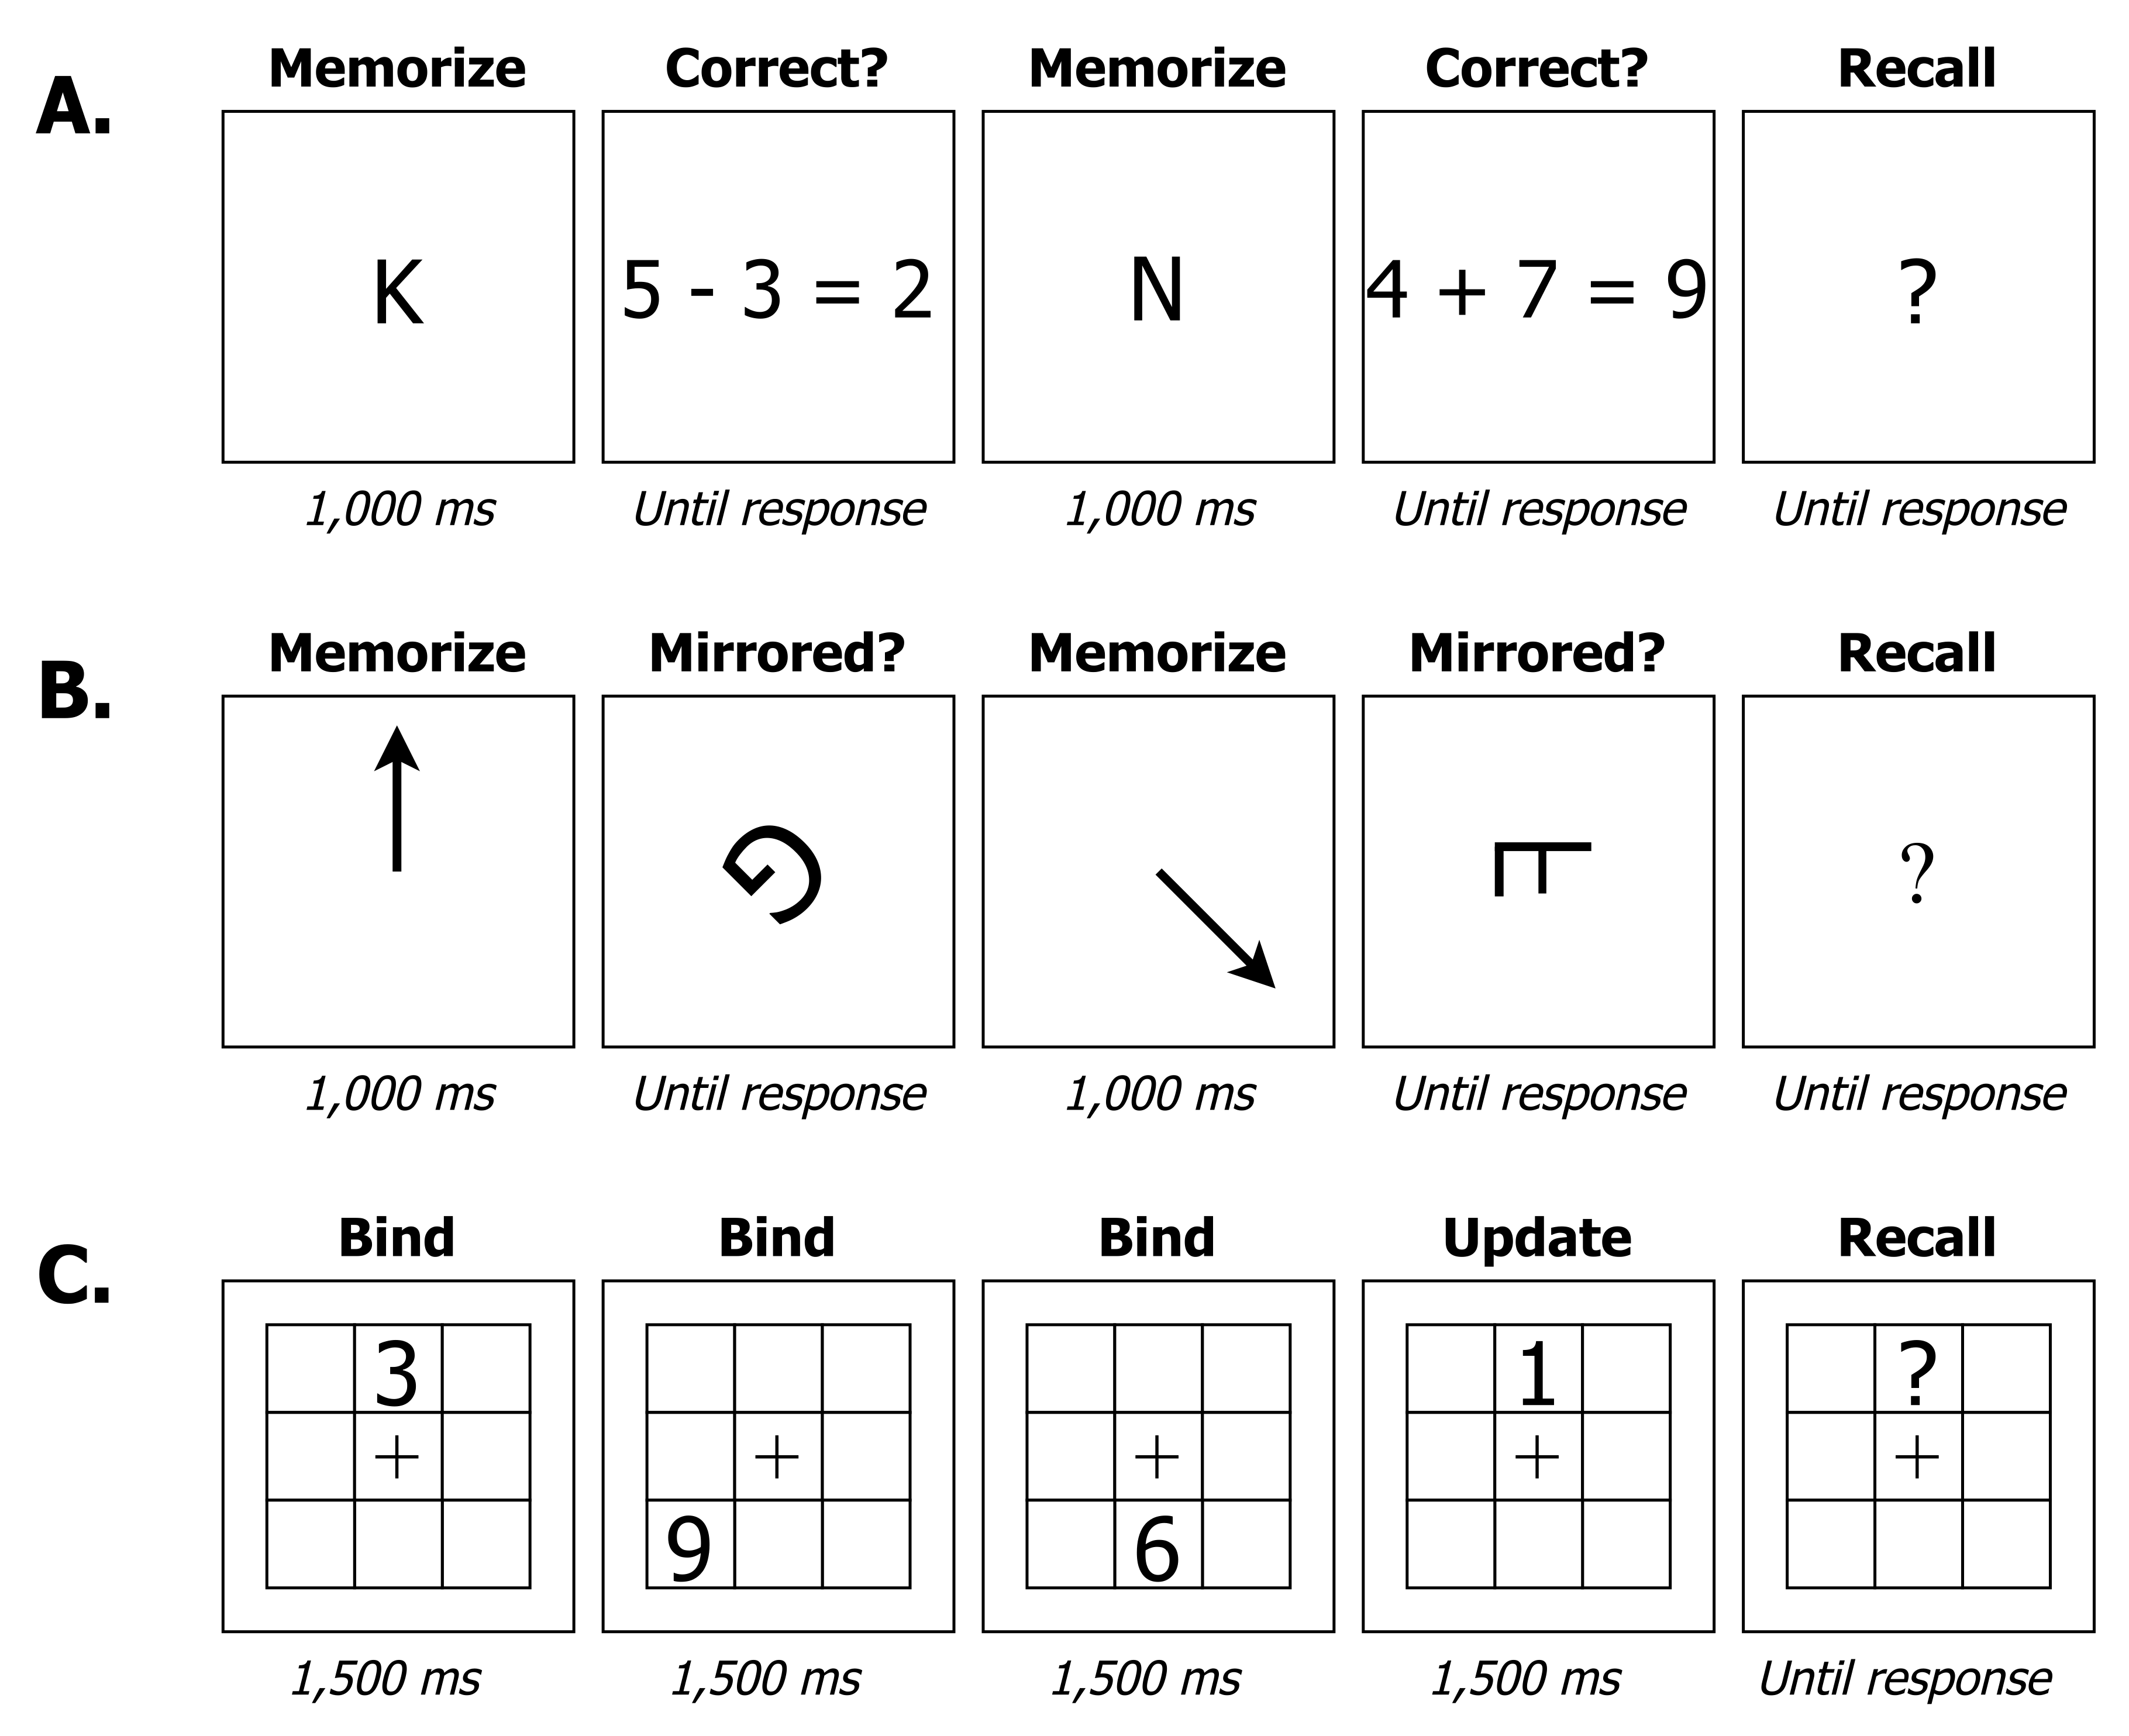 A.
Memorize Correct? Memorize Correct? Recall
K 5 - 3 = 2 N 4 + 7 = 9 ?
1,000 ms Until response 1,000 ms Until response Until response
B.
Memorize Mirrored? Memorize Mirrored? Recall
G F ?
1,000 ms Until response 1,000 ms Until response Until response
C.
Bind Bind Bind Update Recall
3 1 ?
+ + + + +
9 6
1,500 ms 1,500 ms 1,500 ms 1,500 ms Until response